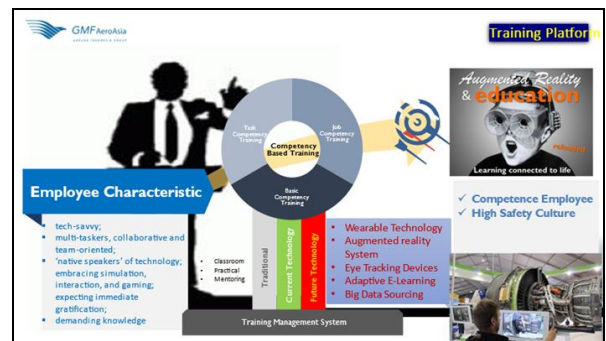 GMF AeroAsia
Training Platform
Augmented Reality
& education
reloaded
Learning connected to life
Task
Competency
Training
Job
Competency
Training
Competency
Based Training
Basic
Competency
Training
Employee Characteristic
▪ tech-savvy;
▪ multi-taskers, collaborative and
team-oriented;
▪ ‘native speakers’ of technology;
embracing simulation,
interaction, and gaming;
expecting immediate
gratification;
▪ demanding knowledge
• Classroom
• Practical
• Mentoring
Traditional
Current Technology
Future Technology
▪ Wearable Technology
▪ Augmented reality
System
▪ Eye Tracking Devices
▪ Adaptive E-Learning
▪ Big Data Sourcing
✓ Competence Employee
✓ High Safety Culture
Training Management System